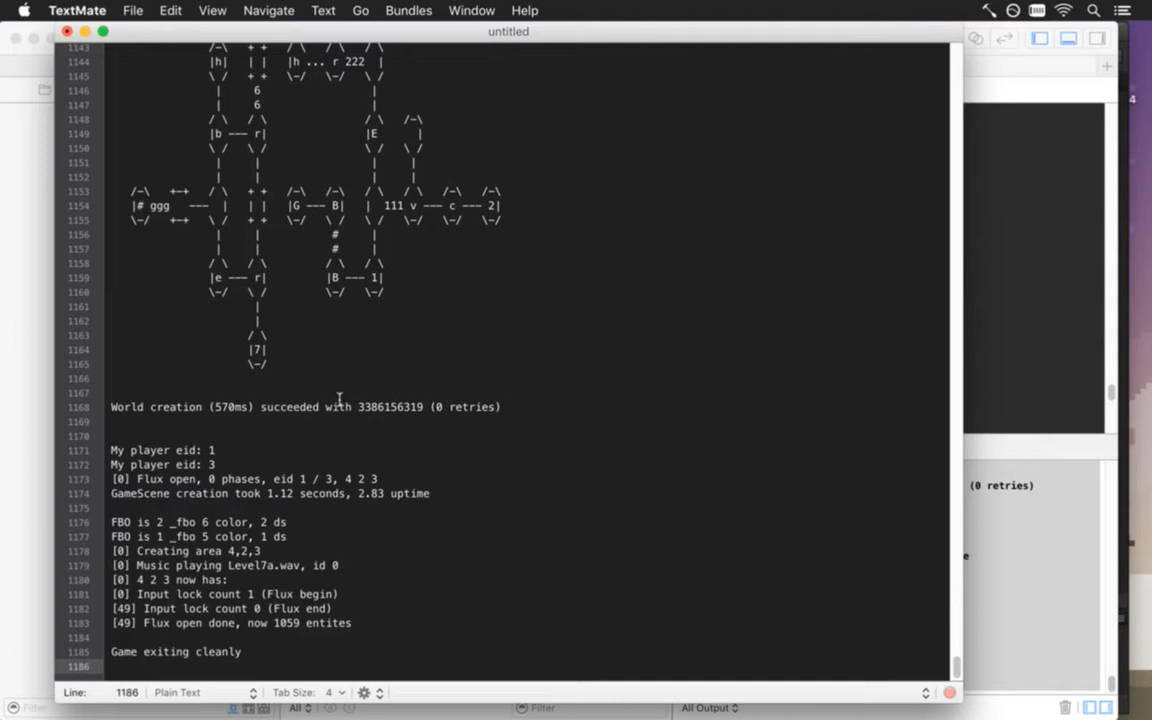 TextMate File Edit View Navigate Text Go Bundles Window Help
untitled
1143 /-\ + + / \ / \ / \
1144 |h| | | |h ... r 222 |
1145 \ / + + \-/ \-/ \ /
1146 | 6 |
1147 | 6 |
1148 / \ / \ / \ /-\
1149 |b --- r| |E |
1150 \ / \ / \ / \ /
1151 | | | |
1152 | | | |
1153 /-\ +-+ / \ + + /-\ /-\ / \ / \ /-\ /-\
1154 |# ggg --- | | | |G --- B| | 111 v --- c --- 2|
1155 \-/ +-+ \ / + + \-/ \ / \ / \-/ \-/ \-/
1156 | | # |
1157 | | # |
1158 / \ / \ / \ / \
1159 |e --- r| |B --- 1|
1160 \-/ \ / \-/ \-/
1161 |
1162 |
1163 / \
1164 |7|
1165 \-/
1166
1167
1168 World creation (570ms) succeeded with 3386156319 (0 retries)
1169
1170
1171 My player eid: 1
1172 My player eid: 3
1173 [0] Flux open, 0 phases, eid 1 / 3, 4 2 3
1174 GameScene creation took 1.12 seconds, 2.83 uptime
1175
1176 FBO is 2 _fbo 6 color, 2 ds
1177 FBO is 1 _fbo 5 color, 1 ds
1178 [0] Creating area 4,2,3
1179 [0] Music playing Level7a.wav, id 0
1180 [0] 4 2 3 now has:
1181 [0] Input lock count 1 (Flux begin)
1182 [49] Input lock count 0 (Flux end)
1183 [49] Flux open done, now 1059 entites
1184
1185 Game exiting cleanly
1186
Line: 1186 Plain Text Tab Size: 4
4
(0 retries)
e
Filter All Filter All Output